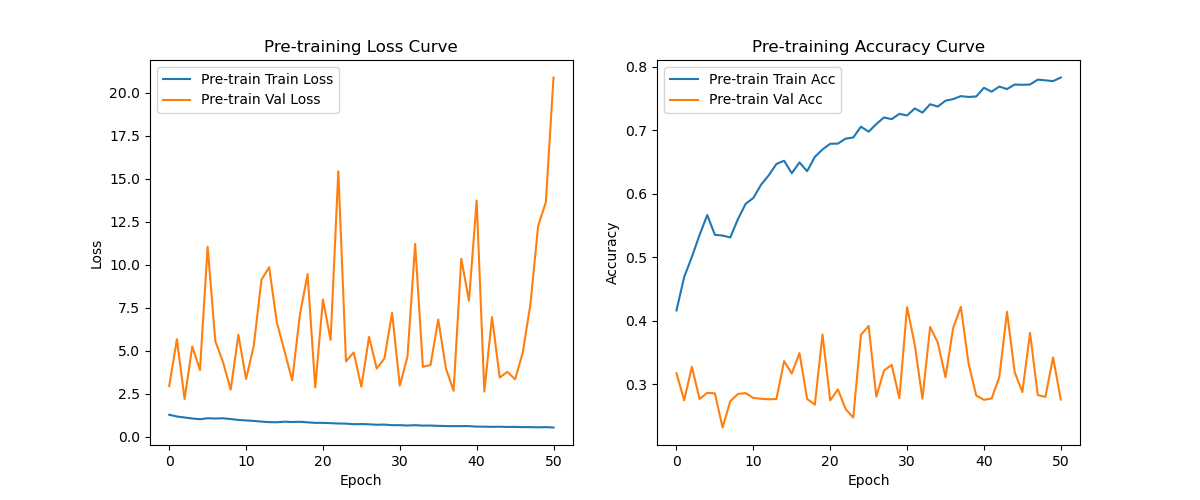 Pre-training Loss Curve
Pre-train Train Loss
Pre-train Val Loss
20.0
17.5
15.0
12.5
10.0
7.5
5.0
2.5
0.0
Loss
0 10 20 30 40 50
Epoch
Pre-training Accuracy Curve
Pre-train Train Acc
Pre-train Val Acc
0.8
0.7
0.6
0.5
0.4
0.3
Accuracy
0 10 20 30 40 50
Epoch